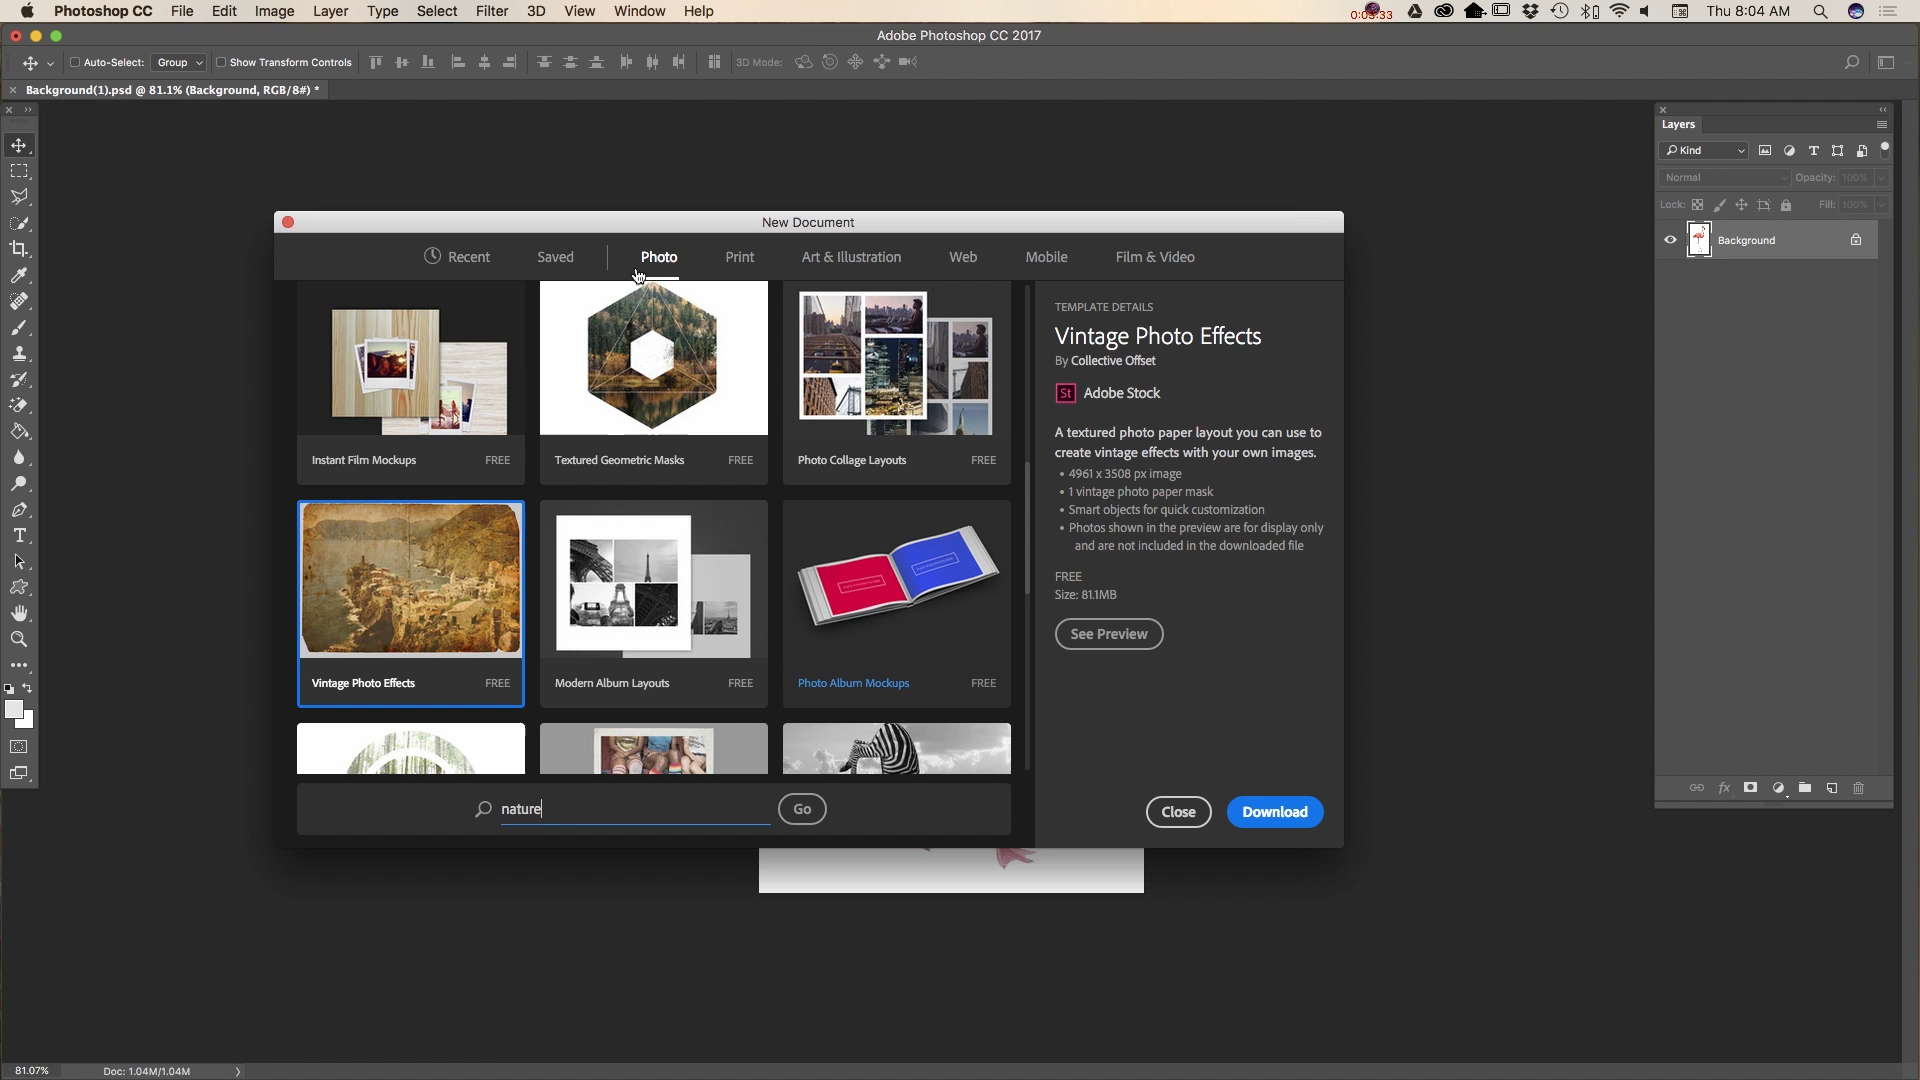 Photoshop CC File Edit Image Layer Type Select Filter 3D View Window Help
Thu 8:04 AM
Adobe Photoshop CC 2017
Auto-Select: Group Show Transform Controls 3D Mode:
Background(1).psd @ 81.1% (Background, RGB/8#) *
Layers
Kind
Normal Opacity: 100%
Lock: Fill: 100%
Background
New Document
Recent Saved Photo Print Art & Illustration Web Mobile Film & Video
Instant Film Mockups FREE
Textured Geometric Masks FREE
Photo Collage Layouts FREE
Vintage Photo Effects FREE
Modern Album Layouts FREE
Photo Album Mockups FREE
nature Go
TEMPLATE DETAILS
Vintage Photo Effects
By Collective Offset
St Adobe Stock
A textured photo paper layout you can use to
create vintage effects with your own images.
• 4961 x 3508 px image
• 1 vintage photo paper mask
• Smart objects for quick customization
• Photos shown in the preview are for display only
and are not included in the downloaded file
FREE
Size: 81.1MB
See Preview
Close Download
81.07% Doc: 1.04M/1.04M